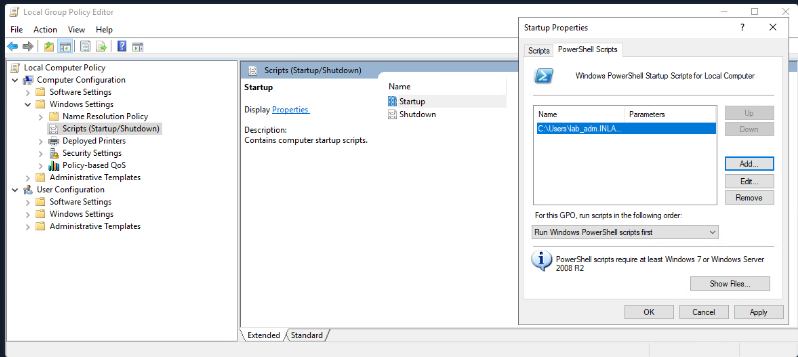 Local Group Policy Editor
File Action View Help
Local Computer Policy
Computer Configuration
Software Settings
Windows Settings
Name Resolution Policy
Scripts (Startup/Shutdown)
Deployed Printers
Security Settings
Policy-based QoS
Administrative Templates
User Configuration
Software Settings
Windows Settings
Administrative Templates
Scripts (Startup/Shutdown)
Startup
Display Properties.
Description:
Contains computer startup scripts.
Name
Startup
Shutdown
Extended Standard
Startup Properties
Scripts PowerShell Scripts
Windows PowerShell Startup Scripts for Local Computer
Name Parameters
C:\Users\lab_adm.INLA...
Up
Down
Add...
Edit...
Remove
For this GPO, run scripts in the following order:
Run Windows PowerShell scripts first
PowerShell scripts require at least Windows 7 or Windows Server
2008 R2
Show Files...
OK Cancel Apply